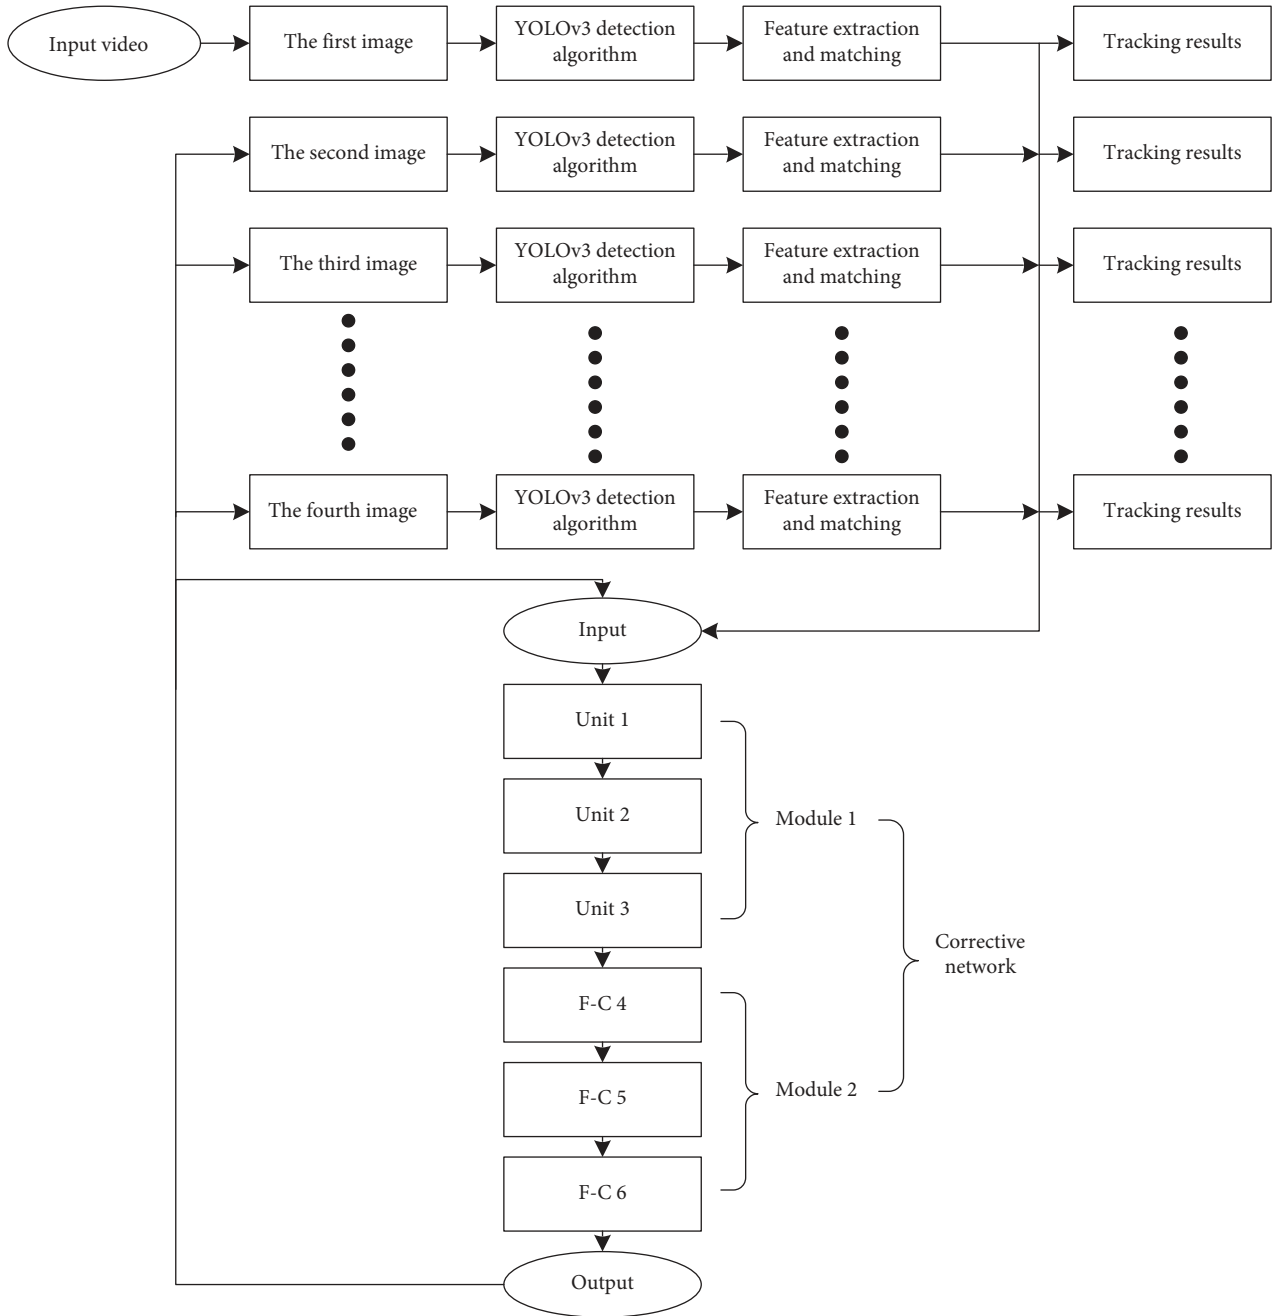 Input video
The first image
YOLOv3 detection
algorithm
Feature extraction
and matching
Tracking results
The second image
YOLOv3 detection
algorithm
Feature extraction
and matching
Tracking results
The third image
YOLOv3 detection
algorithm
Feature extraction
and matching
Tracking results
The fourth image
YOLOv3 detection
algorithm
Feature extraction
and matching
Tracking results
Input
Unit 1
Unit 2
Module 1
Unit 3
Corrective
network
F-C 4
F-C 5
Module 2
F-C 6
Output